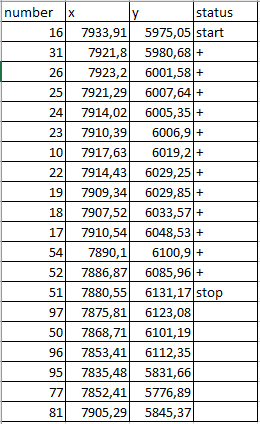 number x y status
16 7933,91 5975,05 start
31 7921,8 5980,68 +
26 7923,2 6001,58 +
25 7921,29 6007,64 +
24 7914,02 6005,35 +
23 7910,39 6006,9 +
10 7917,63 6019,2 +
22 7914,43 6029,25 +
19 7909,34 6029,85 +
18 7907,52 6033,57 +
17 7910,54 6048,53 +
54 7890,1 6100,9 +
52 7886,87 6085,96 +
51 7880,55 6131,17 stop
97 7875,81 6123,08
50 7868,71 6101,19
96 7853,41 6112,35
95 7835,48 5831,66
77 7852,41 5776,89
81 7905,29 5845,37